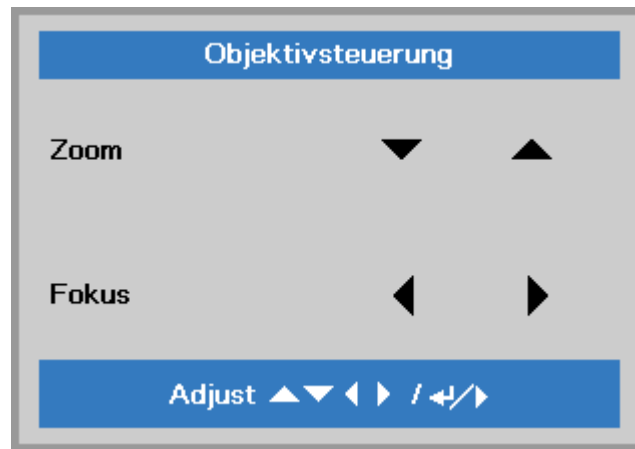 Objektivsteuerung
Zoom ▼ ▲
Fokus ◀ ▶
Adjust ▲▼◀ ▶ /↵/▶